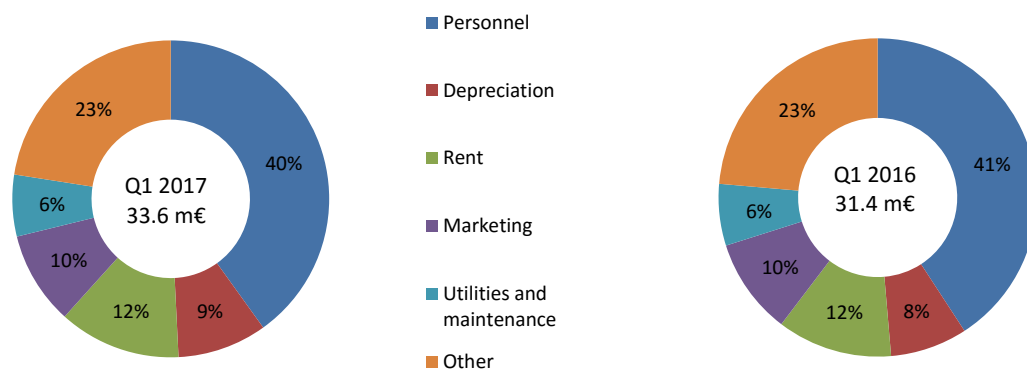 23%
40%
6%
10%
12%
9%
Q1 2017
33.6 m€
Personnel
Depreciation
Rent
Marketing
Utilities and
maintenance
Other
23%
41%
6%
10%
12%
8%
Q1 2016
31.4 m€